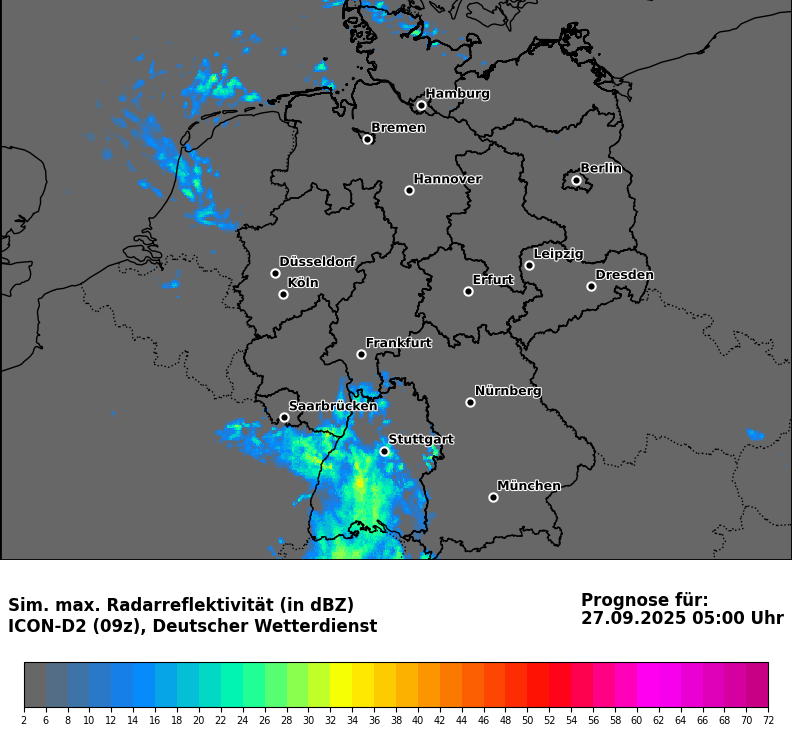 Hamburg
Bremen
Berlin
Hannover
Leipzig
Düsseldorf
Dresden
Erfurt
Köln
Frankfurt
Nürnberg
Saarbrücken
Stuttgart
München
Sim. max. Radarreflektivität (in dBZ)
ICON-D2 (09z), Deutscher Wetterdienst
Prognose für:
27.09.2025 05:00 Uhr
2 6 8 10 12 14 16 18 20 22 24 26 28 30 32 34 36 38 40 42 44 46 48 50 52 54 56 58 60 62 64 66 68 70 72